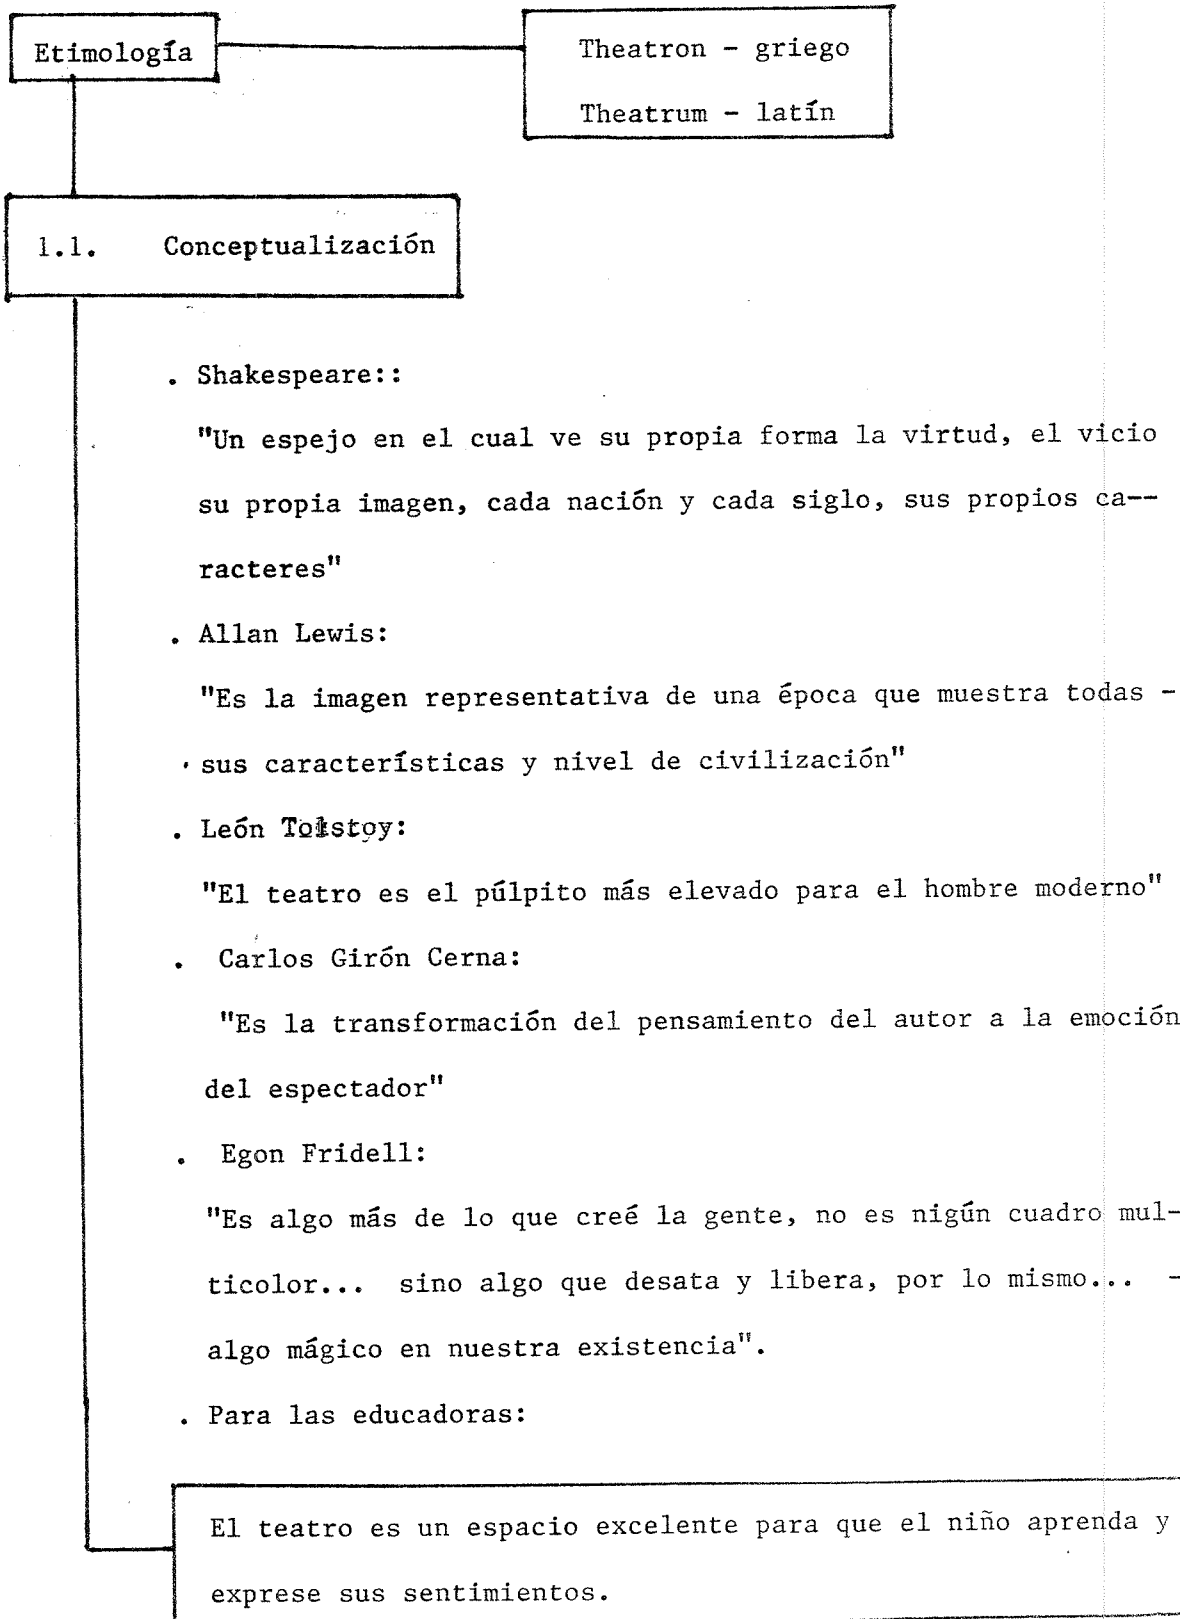 Etimología
Theatron - griego
Theatrum - latín
1.1. Conceptualización
. Shakespeare::
"Un espejo en el cual ve su propia forma la virtud, el vicio
su propia imagen, cada nación y cada siglo, sus propios ca--
racteres"
. Allan Lewis:
"Es la imagen representativa de una época que muestra todas -
sus características y nivel de civilización"
. León Tolstoy:
"El teatro es el púlpito más elevado para el hombre moderno"
. Carlos Girón Cerna:
"Es la transformación del pensamiento del autor a la emoción
del espectador"
. Egon Fridell:
"Es algo más de lo que creé la gente, no es nigún cuadro mul-
ticolor... sino algo que desata y libera, por lo mismo... -
algo mágico en nuestra existencia".
. Para las educadoras:
El teatro es un espacio excelente para que el niño aprenda y
exprese sus sentimientos.